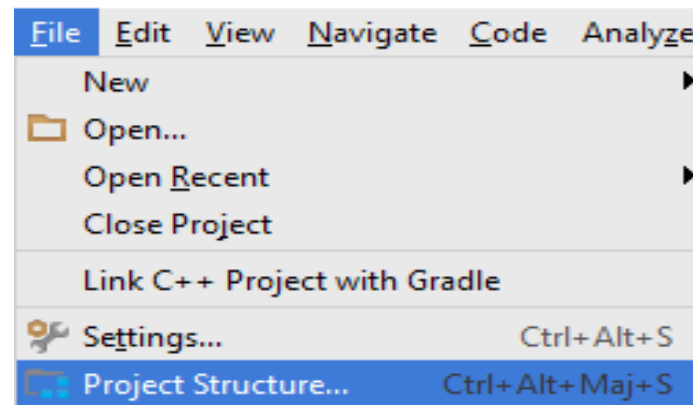 File Edit View Navigate Code Analyze
New
Open...
Open Recent
Close Project
Link C++ Project with Gradle
Settings... Ctrl+Alt+S
Project Structure... Ctrl+Alt+Maj+S